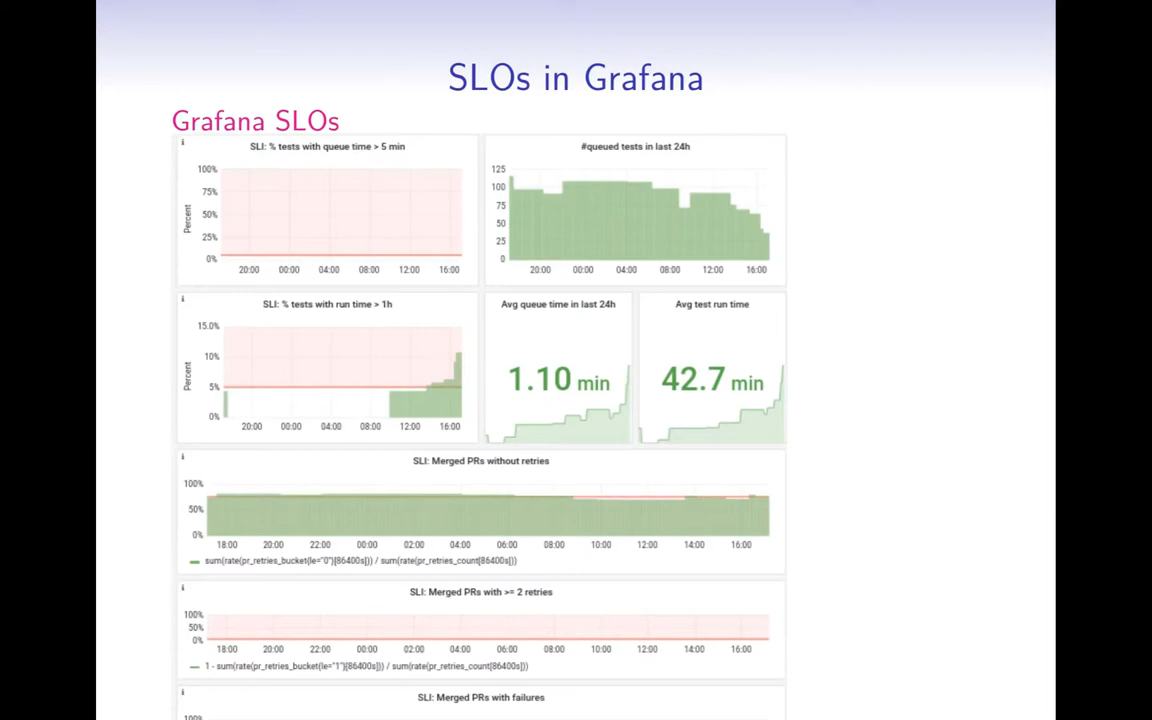 SLOs in Grafana
Grafana SLOs
i
SLI: % tests with queue time > 5 min
100%
75%
50%
25%
0%
Percent
20:00 00:00 04:00 08:00 12:00 16:00
#queued tests in last 24h
125
100
75
50
25
0
20:00 00:00 04:00 08:00 12:00 16:00
i
SLI: % tests with run time > 1h
15.0%
10%
5%
0%
Percent
20:00 00:00 04:00 08:00 12:00 16:00
Avg queue time in last 24h
1.10 min
Avg test run time
42.7 min
i
SLI: Merged PRs without retries
100%
50%
0%
18:00 20:00 22:00 00:00 02:00 04:00 06:00 08:00 10:00 12:00 14:00 16:00
sum(rate(pr_retries_bucket{le="0"}[86400s])) / sum(rate(pr_retries_count[86400s]))
i
SLI: Merged PRs with >= 2 retries
100%
50%
0%
18:00 20:00 22:00 00:00 02:00 04:00 06:00 08:00 10:00 12:00 14:00 16:00
1 - sum(rate(pr_retries_bucket{le="1"}[86400s])) / sum(rate(pr_retries_count[86400s]))
i
SLI: Merged PRs with failures
100%